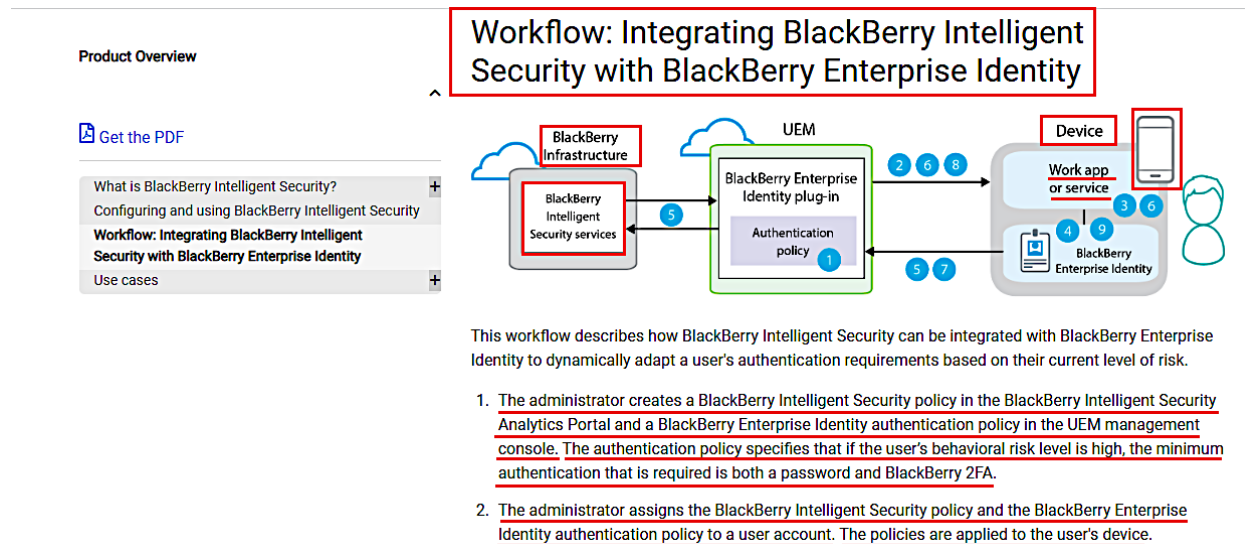 Product Overview
Get the PDF
What is BlackBerry Intelligent Security?
+
Configuring and using BlackBerry Intelligent Security
Workflow: Integrating BlackBerry Intelligent
Security with BlackBerry Enterprise Identity
Use cases
+
Workflow: Integrating BlackBerry Intelligent
Security with BlackBerry Enterprise Identity
BlackBerry
Infrastructure
BlackBerry
Intelligent
Security services
5
UEM
BlackBerry Enterprise
Identity plug-in
Authentication
policy
1
2 6 8
5 7
Device
Work app
or service
3 6
4 9
BlackBerry
Enterprise Identity
This workflow describes how BlackBerry Intelligent Security can be integrated with BlackBerry Enterprise
Identity to dynamically adapt a user's authentication requirements based on their current level of risk.
1. The administrator creates a BlackBerry Intelligent Security policy in the BlackBerry Intelligent Security
Analytics Portal and a BlackBerry Enterprise Identity authentication policy in the UEM management
console. The authentication policy specifies that if the user's behavioral risk level is high, the minimum
authentication that is required is both a password and BlackBerry 2FA.
2. The administrator assigns the BlackBerry Intelligent Security policy and the BlackBerry Enterprise
Identity authentication policy to a user account. The policies are applied to the user's device.